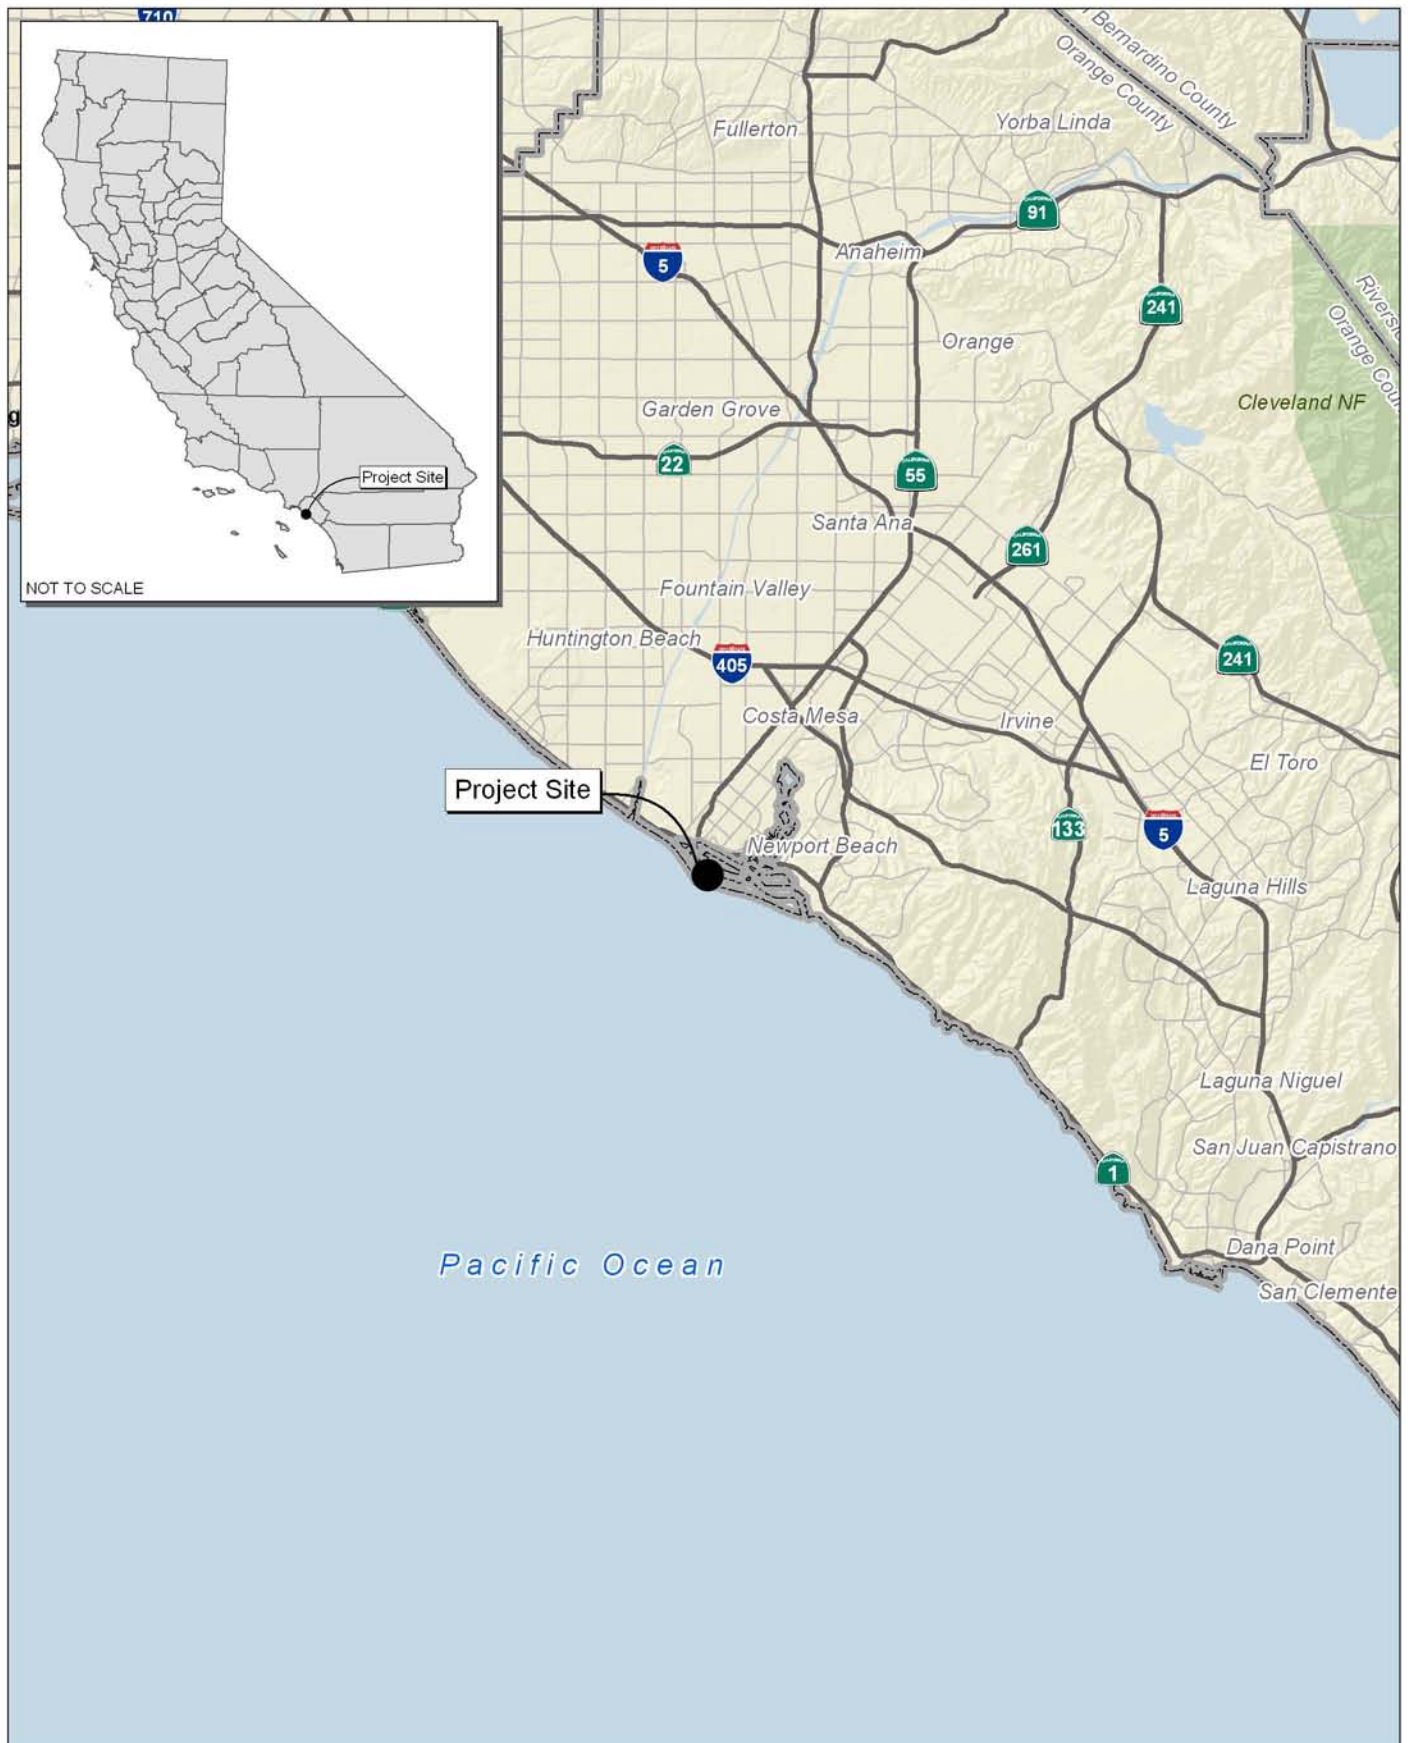 710
Bernardino County
Orange County
Fullerton
Yorba Linda
91
Anaheim
5
241
Orange
Orange
Cleveland NF
Garden Grove
22
55
Project Site
Santa Ana
261
NOT TO SCALE
Fountain Valley
Huntington Beach
405
241
Costa Mesa
Irvine
El Toro
Project Site
133
5
Newport Beach
Laguna Hills
Laguna Niguel
San Juan Capistrano
1
Dana Point
Pacific Ocean
San Clemente